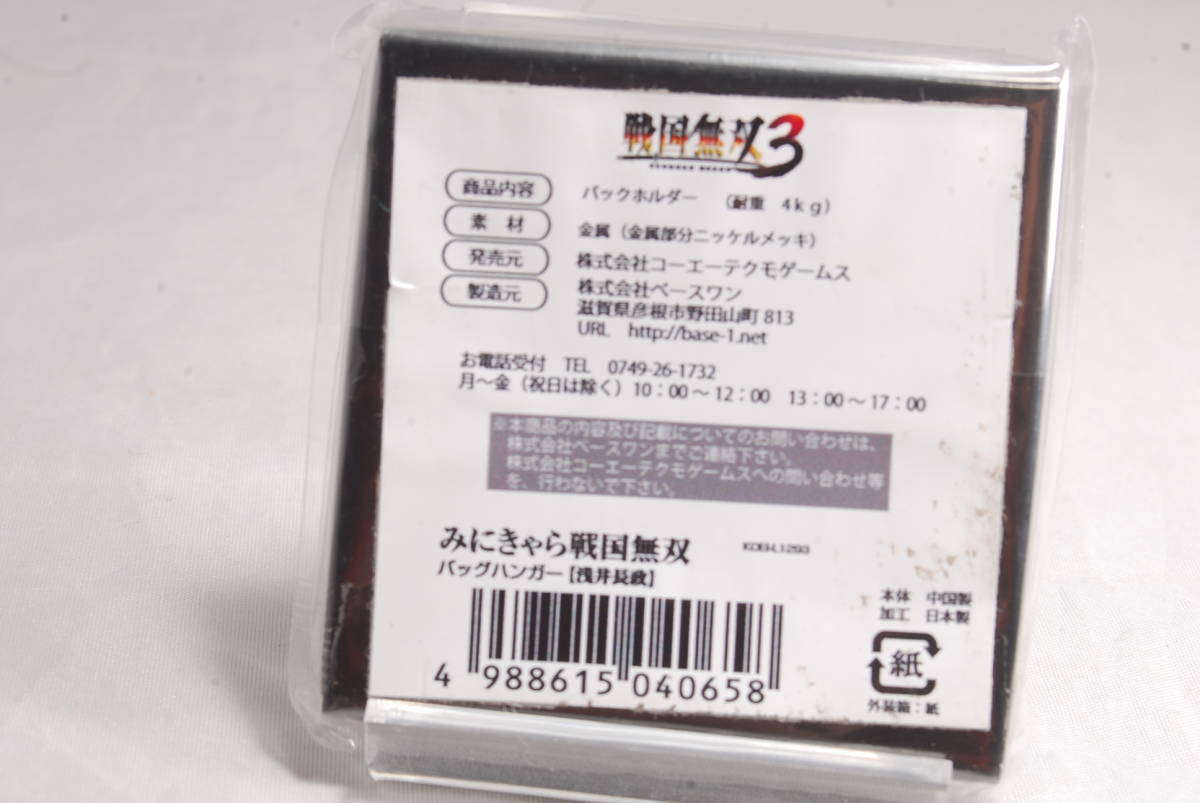 戦国無双3
商品内容 バックホルダー （耐重 4kg）
素材 金属（金属部分ニッケルメッキ）
発売元 株式会社コーエーテクモゲームス
製造元 株式会社ベースワン
滋賀県彦根市野田山町 813
URL http://base-1.net
お電話受付 TEL 0749-26-1732
月～金（祝日は除く）10：00～12：00 13：00～17：00
※本商品の内容及び記載についてのお問い合わせは、
株式会社ベースワンまでご連絡下さい。
株式会社コーエーテクモゲームスへの問い合わせ等
を、行わないで下さい。
みにきゃら戦国無双
バッグハンガー【浅井長政】
本体 中国製
加工 日本製
4 988615 040658
紙
外装箱：紙